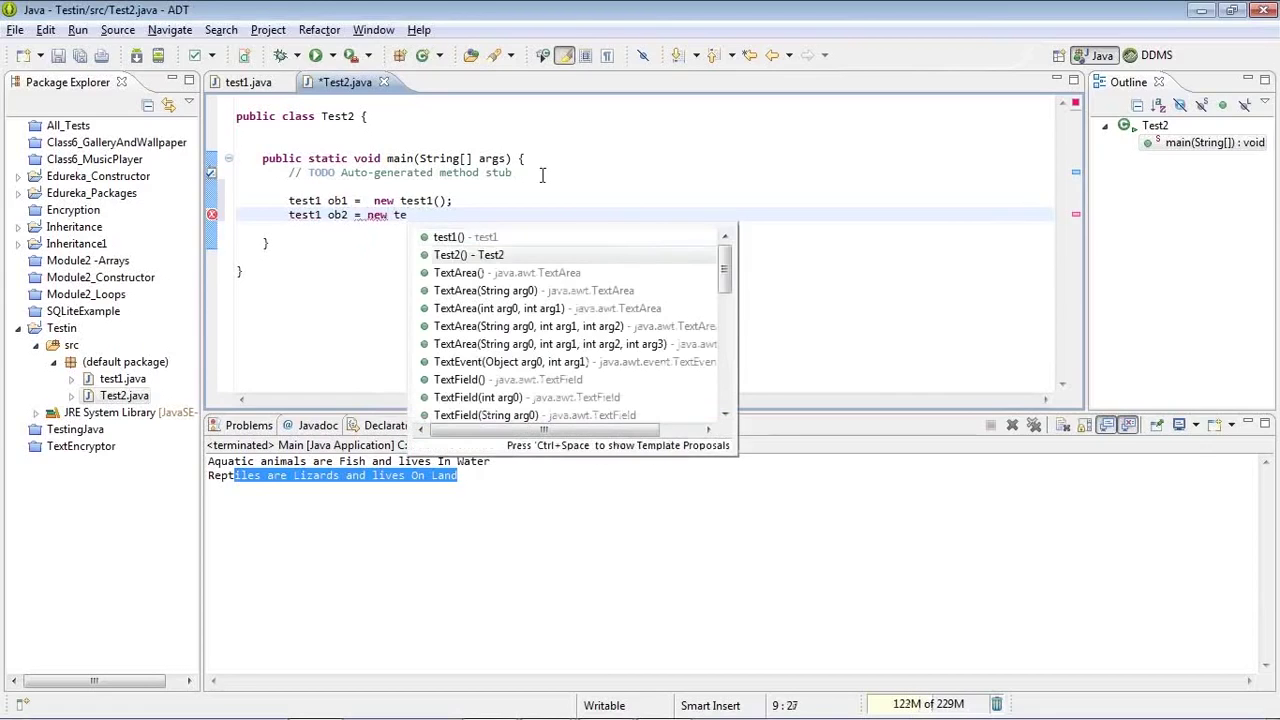 Java - Testin/src/Test2.java - ADT
File Edit Run Source Navigate Search Project Refactor Window Help
Java DDMS
Package Explorer
test1.java
*Test2.java
Outline
All_Tests
Class6_GalleryAndWallpaper
Class6_MusicPlayer
Edureka_Constructor
Edureka_Packages
Encryption
Inheritance
Inheritance1
Module2 -Arrays
Module2_Constructor
Module2_Loops
SQLiteExample
Testin
src
(default package)
test1.java
Test2.java
JRE System Library [JavaSE-
TestingJava
TextEncryptor
public class Test2 {
public static void main(String[] args) {
// TODO Auto-generated method stub
test1 ob1 =  new test1();
test1 ob2 = new te
}
}
test1() - test1
Test2() - Test2
TextArea() - java.awt.TextArea
TextArea(String arg0) - java.awt.TextArea
TextArea(int arg0, int arg1) - java.awt.TextArea
TextArea(String arg0, int arg1, int arg2) - java.awt.TextArea
TextArea(String arg0, int arg1, int arg2, int arg3) - java.awt
TextEvent(Object arg0, int arg1) - java.awt.event.TextEven
TextField() - java.awt.TextField
TextField(int arg0) - java.awt.TextField
TextField(String arg0) - java.awt.TextField
Press 'Ctrl+Space' to show Template Proposals
Test2
main(String[]) : void
Problems Javadoc Declarat
<terminated> Main [Java Application] C:
Aquatic animals are Fish and lives In Water
Reptiles are Lizards and lives On Land
Writable Smart Insert 9 : 27 122M of 229M